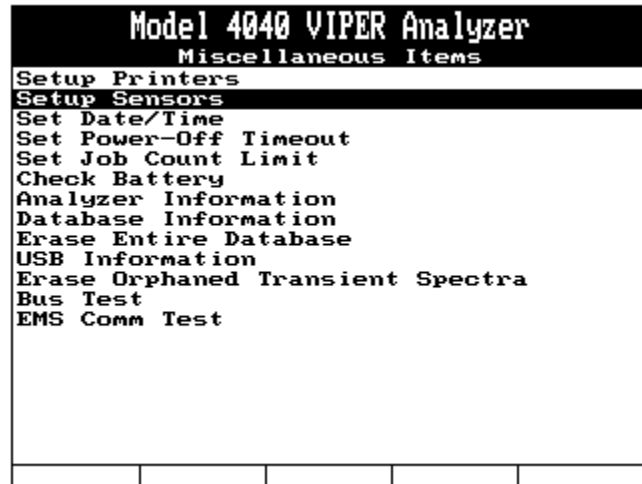 Model 4040 VIPER Analyzer
Miscellaneous Items
Setup Printers
Setup Sensors
Set Date/Time
Set Power-Off Timeout
Set Job Count Limit
Check Battery
Analyzer Information
Database Information
Erase Entire Database
USB Information
Erase Orphaned Transient Spectra
Bus Test
EMS Comm Test